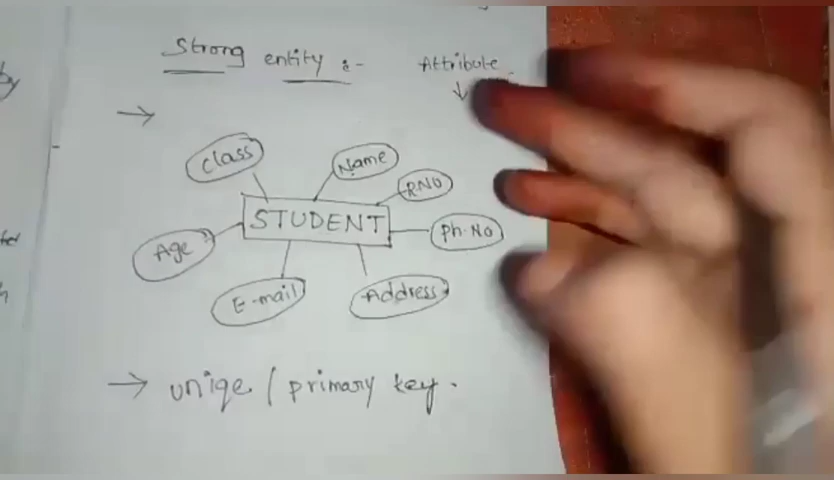 Strong entity :- Attribute
→
↓
Class
Name
RNo
STUDENT
Ph.No
Age
E-mail
Address
→ uniqe / primary key.